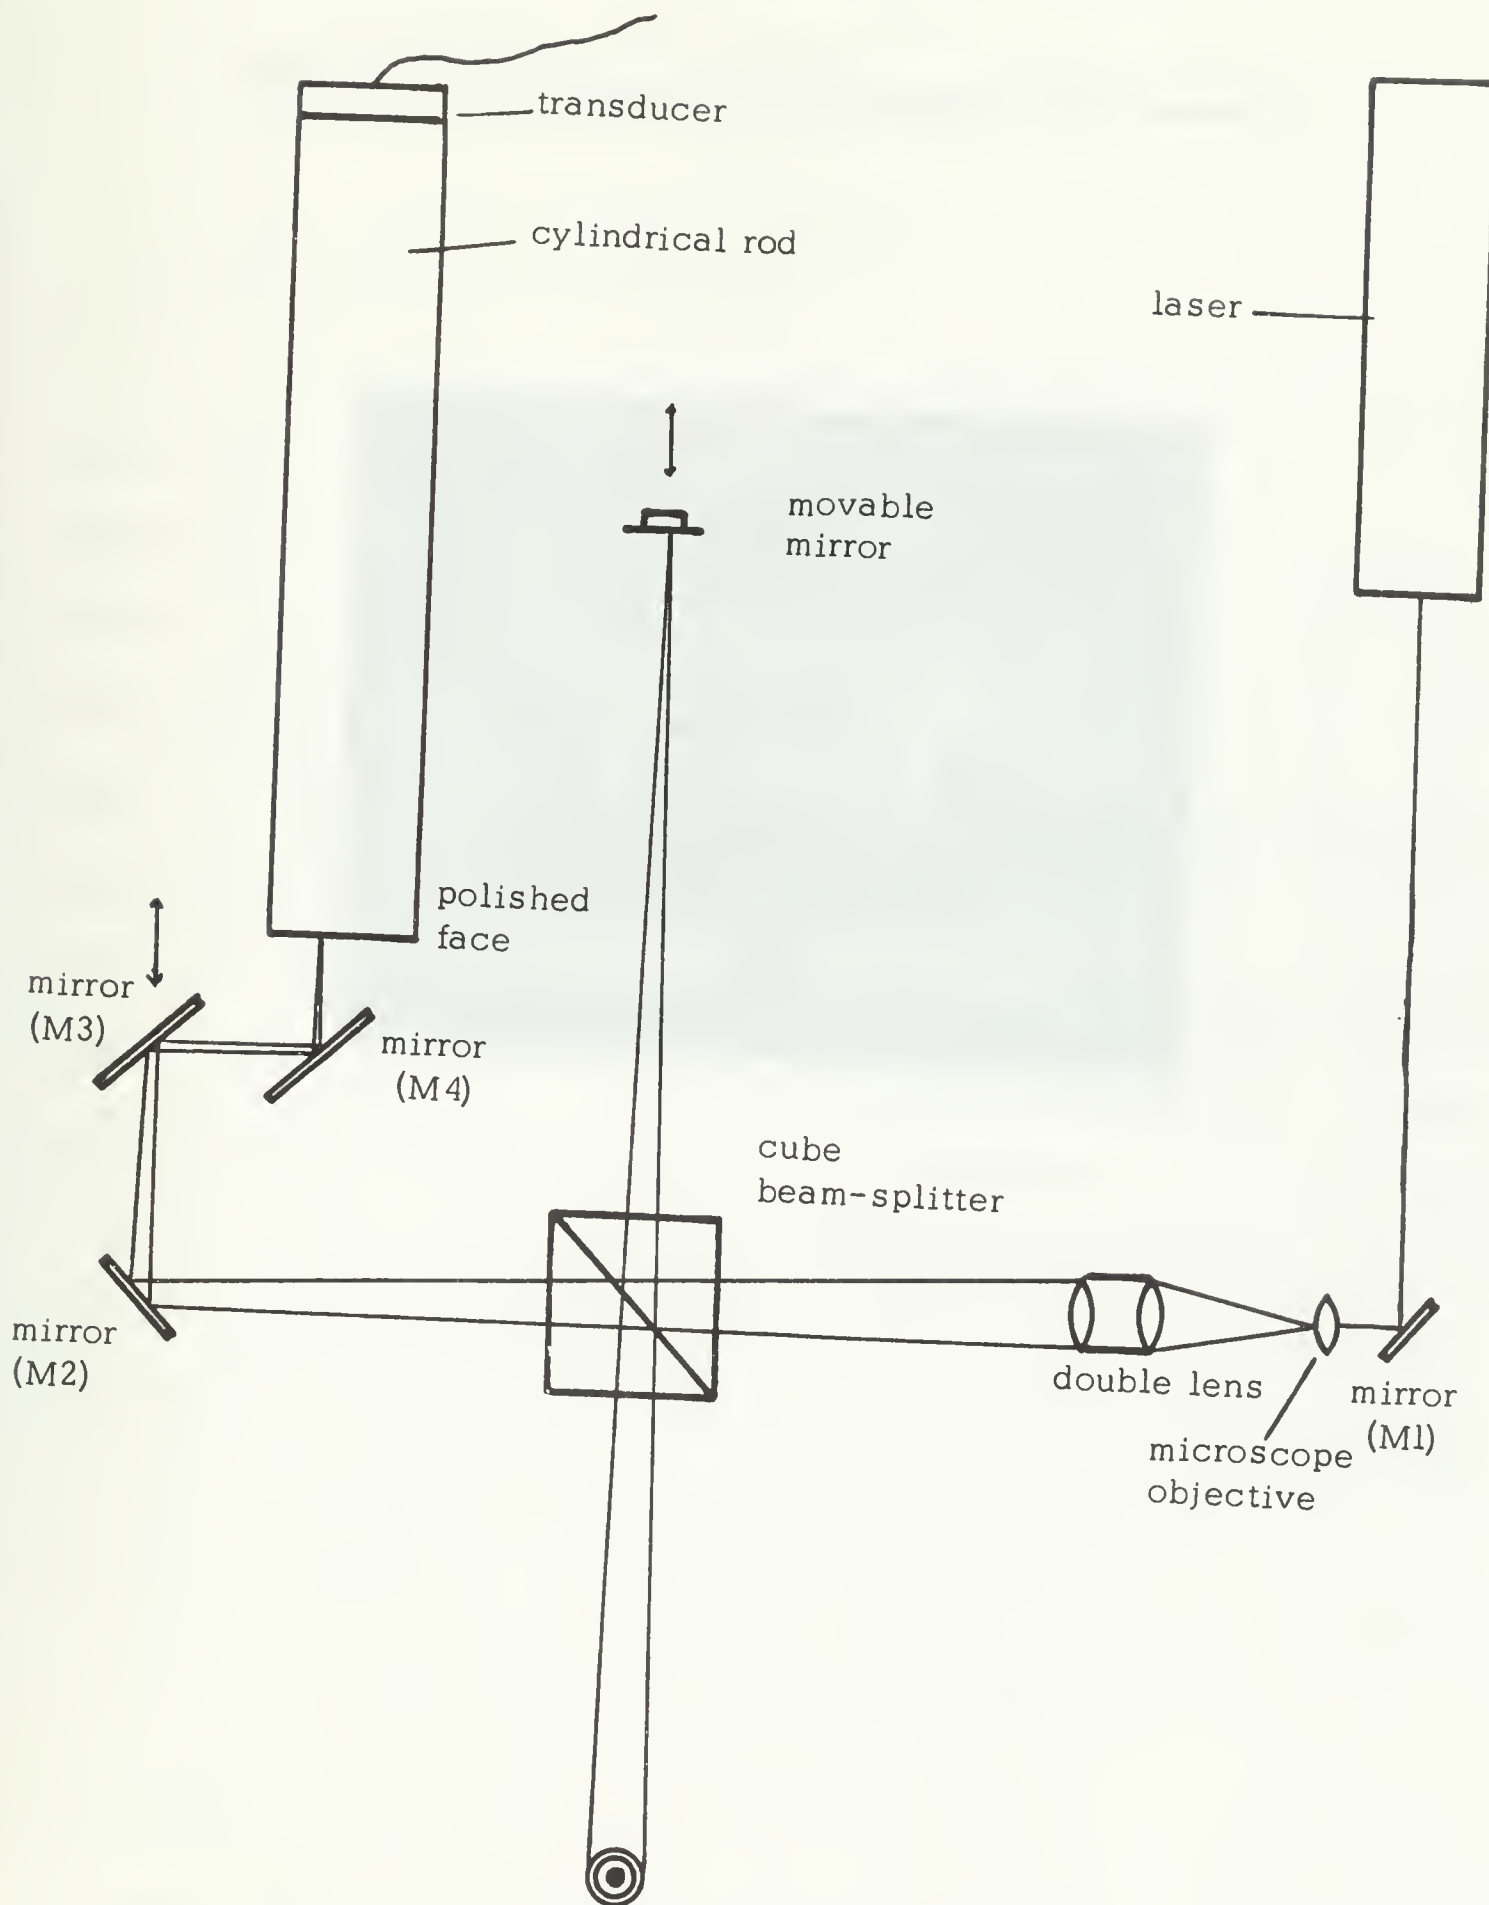 transducer
cylindrical rod
laser
movable
mirror
polished
face
mirror
(M3)
mirror
(M4)
cube
beam-splitter
mirror
(M2)
double lens
mirror
(M1)
microscope
objective